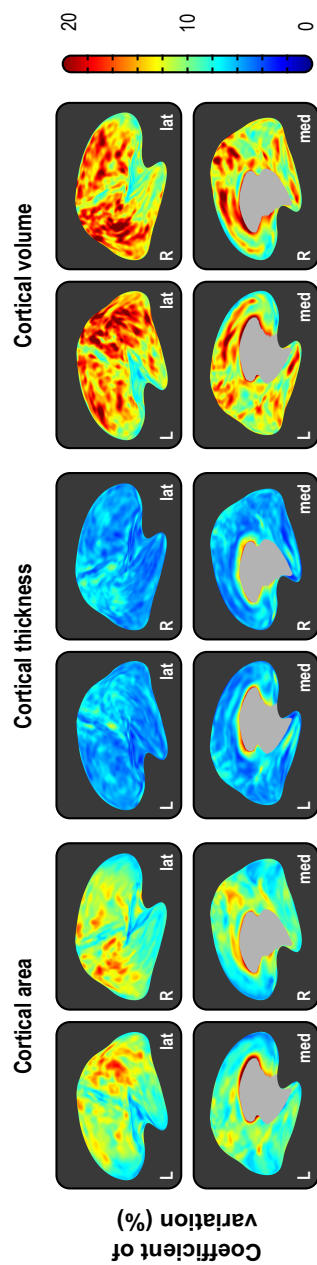 Cortical area
Cortical thickness
Cortical volume
Coefficient of
variation (%)
L
lat
R
lat
L
lat
R
lat
L
lat
R
lat
L
med
R
med
L
med
R
med
L
med
R
med
20
10
0